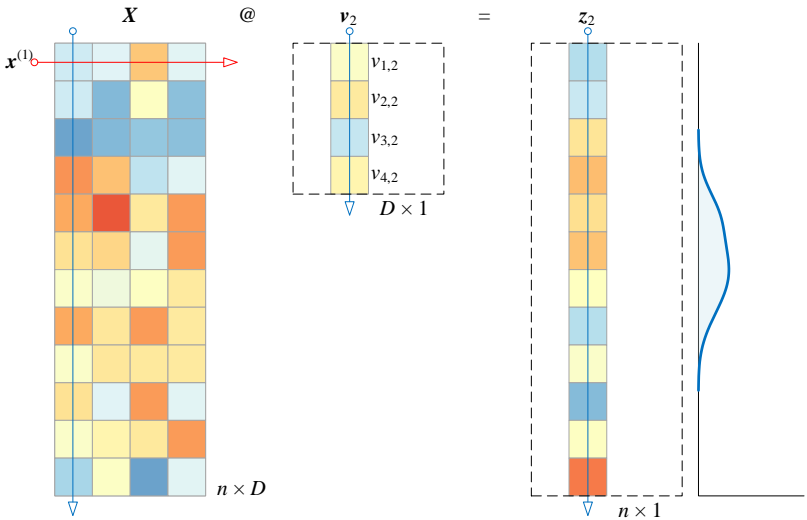 X @ v₂ = z₂
x⁽¹⁾
v₁,₂
v₂,₂
v₃,₂
v₄,₂
D × 1
n × D
n × 1